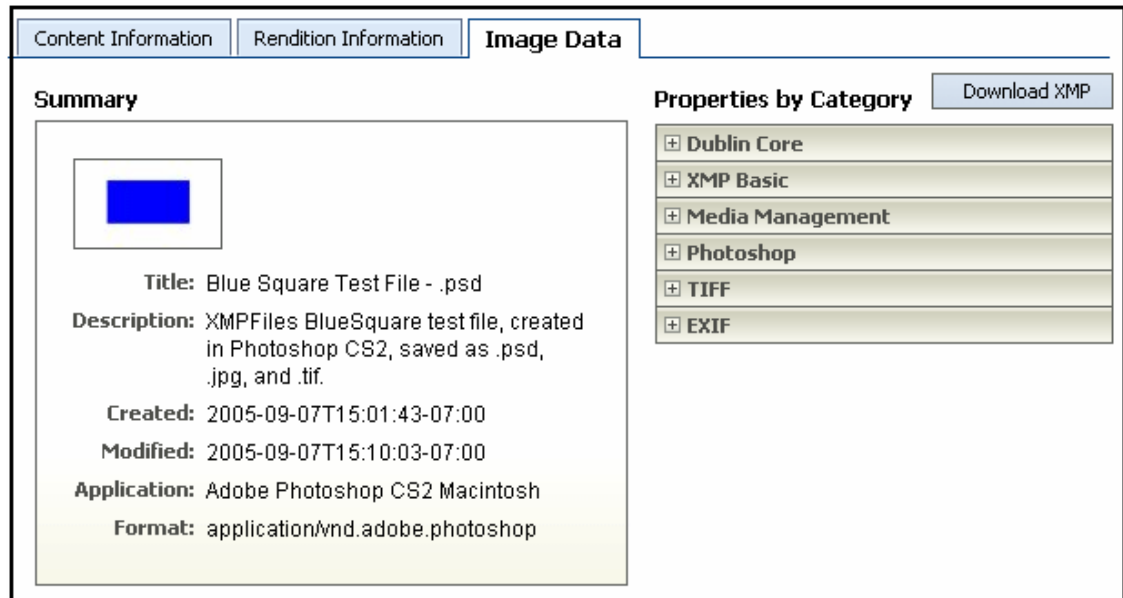 Content Information
Rendition Information
Image Data
Summary
Title: Blue Square Test File - .psd
Description: XMPFiles BlueSquare test file, created
in Photoshop CS2, saved as .psd,
.jpg, and .tif.
Created: 2005-09-07T15:01:43-07:00
Modified: 2005-09-07T15:10:03-07:00
Application: Adobe Photoshop CS2 Macintosh
Format: application/vnd.adobe.photoshop
Properties by Category
Download XMP
Dublin Core
XMP Basic
Media Management
Photoshop
TIFF
EXIF